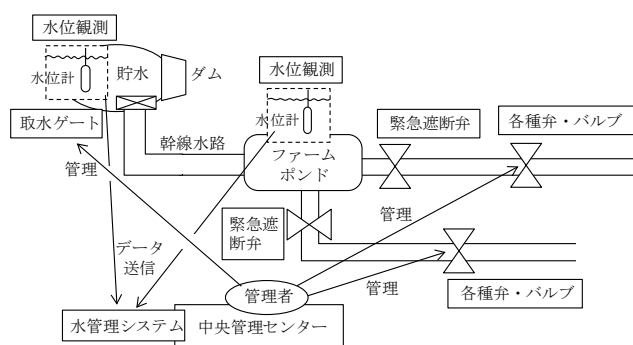 水位観測
水位計
貯水
ダム
取水ゲート
水位観測
水位計
幹線水路
ファーム
ポンド
緊急遮断弁
各種弁・バルブ
管理
緊急遮
断弁
管理
データ
送信
管理者
管理
各種弁・バルブ
水管理システム
中央管理センター